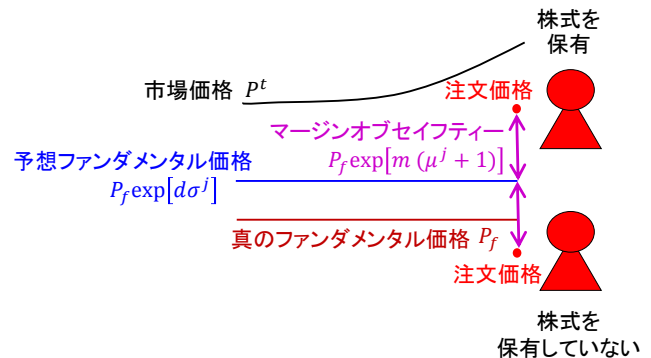 株式を
保有
市場価格 P^t
注文価格
マージンオブセイフティー
P_f exp[m (μ^j + 1)]
予想ファンダメンタル価格
P_f exp[dσ^j]
真のファンダメンタル価格 P_f
注文価格
株式を
保有していない